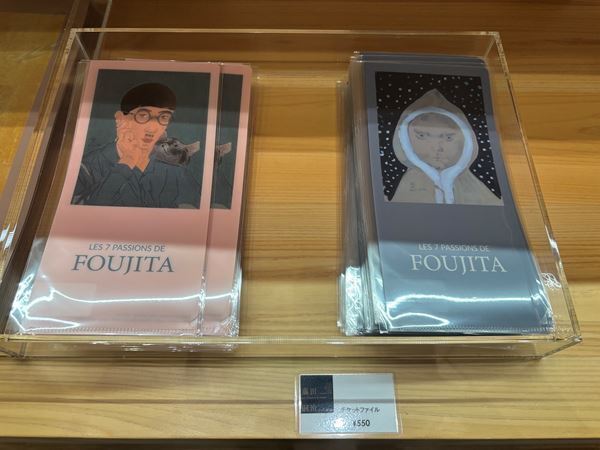 LES 7 PASSIONS DE
FOUJITA
LES 7 PASSIONS DE
FOUJITA
チケットファイル
¥550